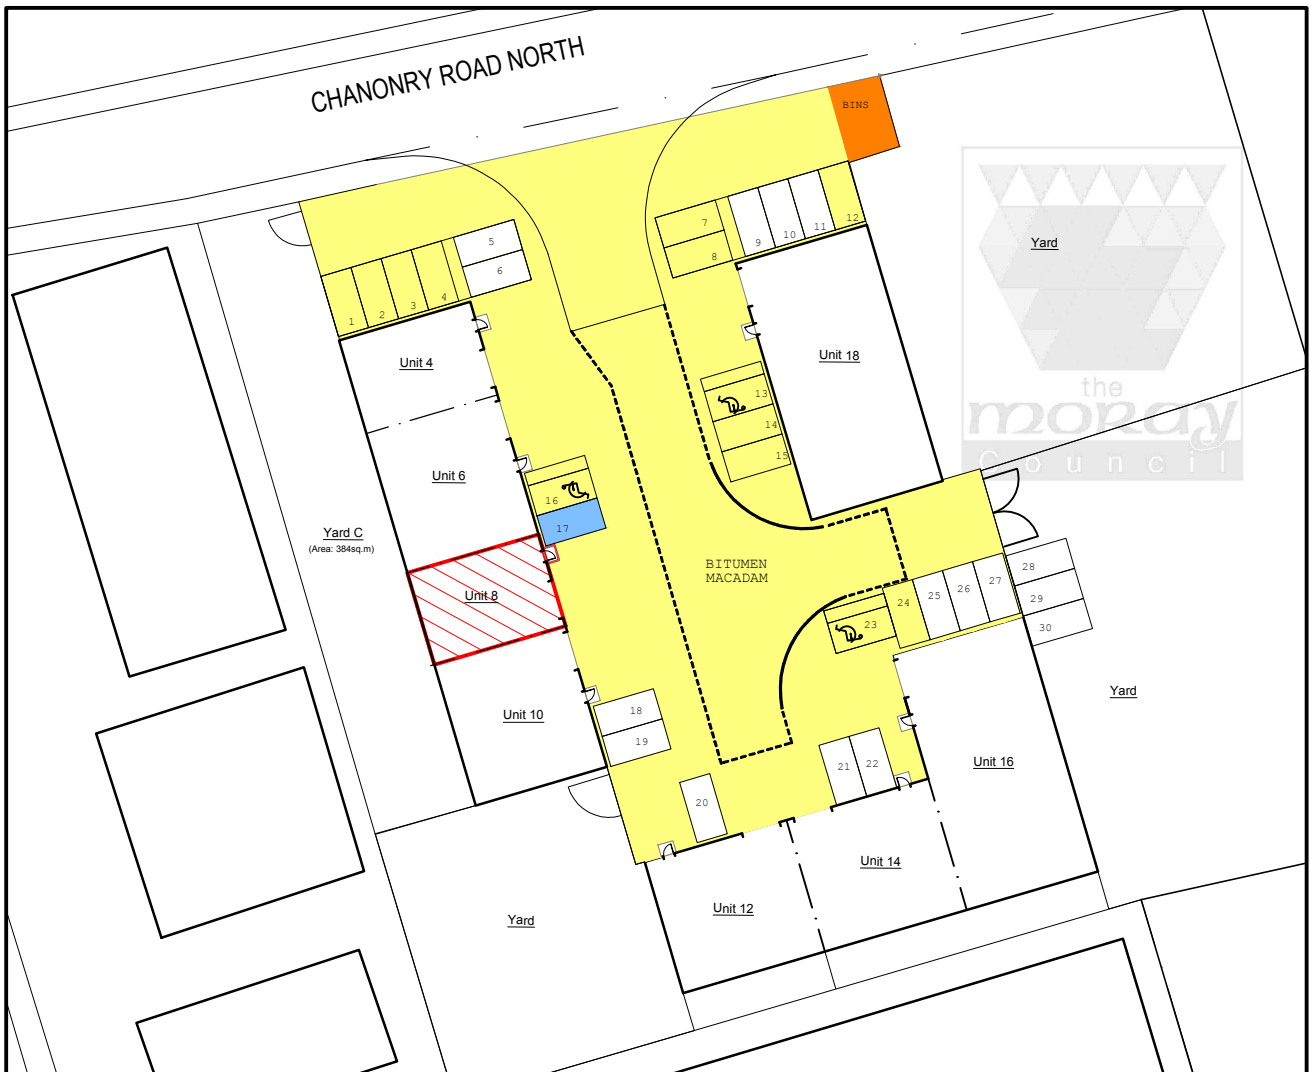 CHANONRY ROAD NORTH
BINS
Yard
the
moray
Council
5
6
1
2
3
4
7
8
9
10
11
12
Unit 4
Unit 18
13
14
15
Unit 6
16
17
Yard C
(Area: 384sq.m)
BITUMEN
MACADAM
Unit 8
28
29
30
23
24
25
26
27
Yard
Unit 10
18
19
20
21
22
Unit 16
Unit 14
Unit 12
Yard